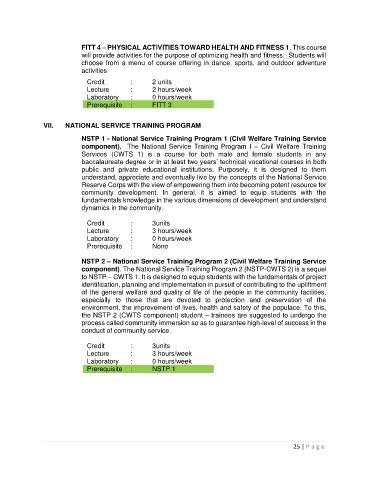 FITT 4 – PHYSICAL ACTIVITIES TOWARD HEALTH AND FITNESS 1. This course
will provide activities for the purpose of optimizing health and fitness. Students will
choose from a menu of course offering in dance, sports, and outdoor adventure
activities
Credit : 2 units
Lecture : 2 hours/week
Laboratory : 0 hours/week
Prerequisite : FITT 3
VII. NATIONAL SERVICE TRAINING PROGRAM
NSTP 1 - National Service Training Program 1 (Civil Welfare Training Service
component). The National Service Training Program I – Civil Welfare Training
Services (CWTS 1) is a course for both male and female students in any
baccalaureate degree or in at least two years' technical vocational courses in both
public and private educational institutions. Purposely, it is designed to them
understand, appreciate and eventually live by the concepts of the National Service
Reserve Corps with the view of empowering them into becoming potent resource for
community development. In general, it is aimed to equip students with the
fundamentals knowledge in the various dimensions of development and understand
dynamics in the community.
Credit : 3units
Lecture : 3 hours/week
Laboratory : 0 hours/week
Prerequisite : None
NSTP 2 – National Service Training Program 2 (Civil Welfare Training Service
component). The National Service Training Program 2 (NSTP-CWTS 2) is a sequel
to NSTP – CWTS 1. It is designed to equip students with the fundamentals of project
identification, planning and implementation in pursuit of contributing to the upliftment
of the general welfare and quality of life of the people in the community facilities,
especially to those that are devoted to protection and preservation of the
environment, the improvement of lives, health and safety of the populace. To this,
the NSTP 2 (CWTS component) student – trainees are suggested to undergo the
process called community immersion so as to guarantee high-level of success in the
conduct of community service.
Credit : 3units
Lecture : 3 hours/week
Laboratory : 0 hours/week
Prerequisite : NSTP 1
25 | P a g e